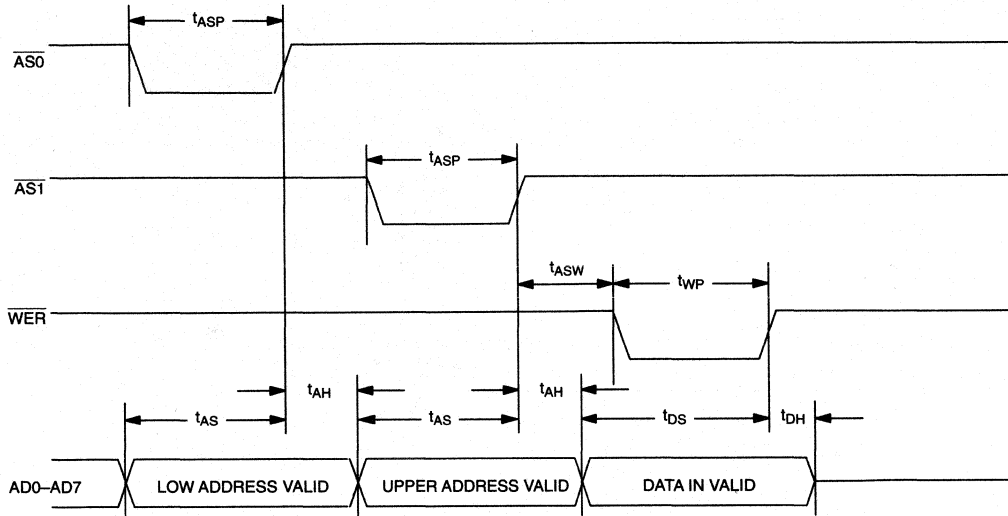 tASP
AS0
tASP
AS1
tASW
tWP
WER
tAH
tAH
tAS
tAS
tDS
tDH
AD0–AD7
LOW ADDRESS VALID
UPPER ADDRESS VALID
DATA IN VALID